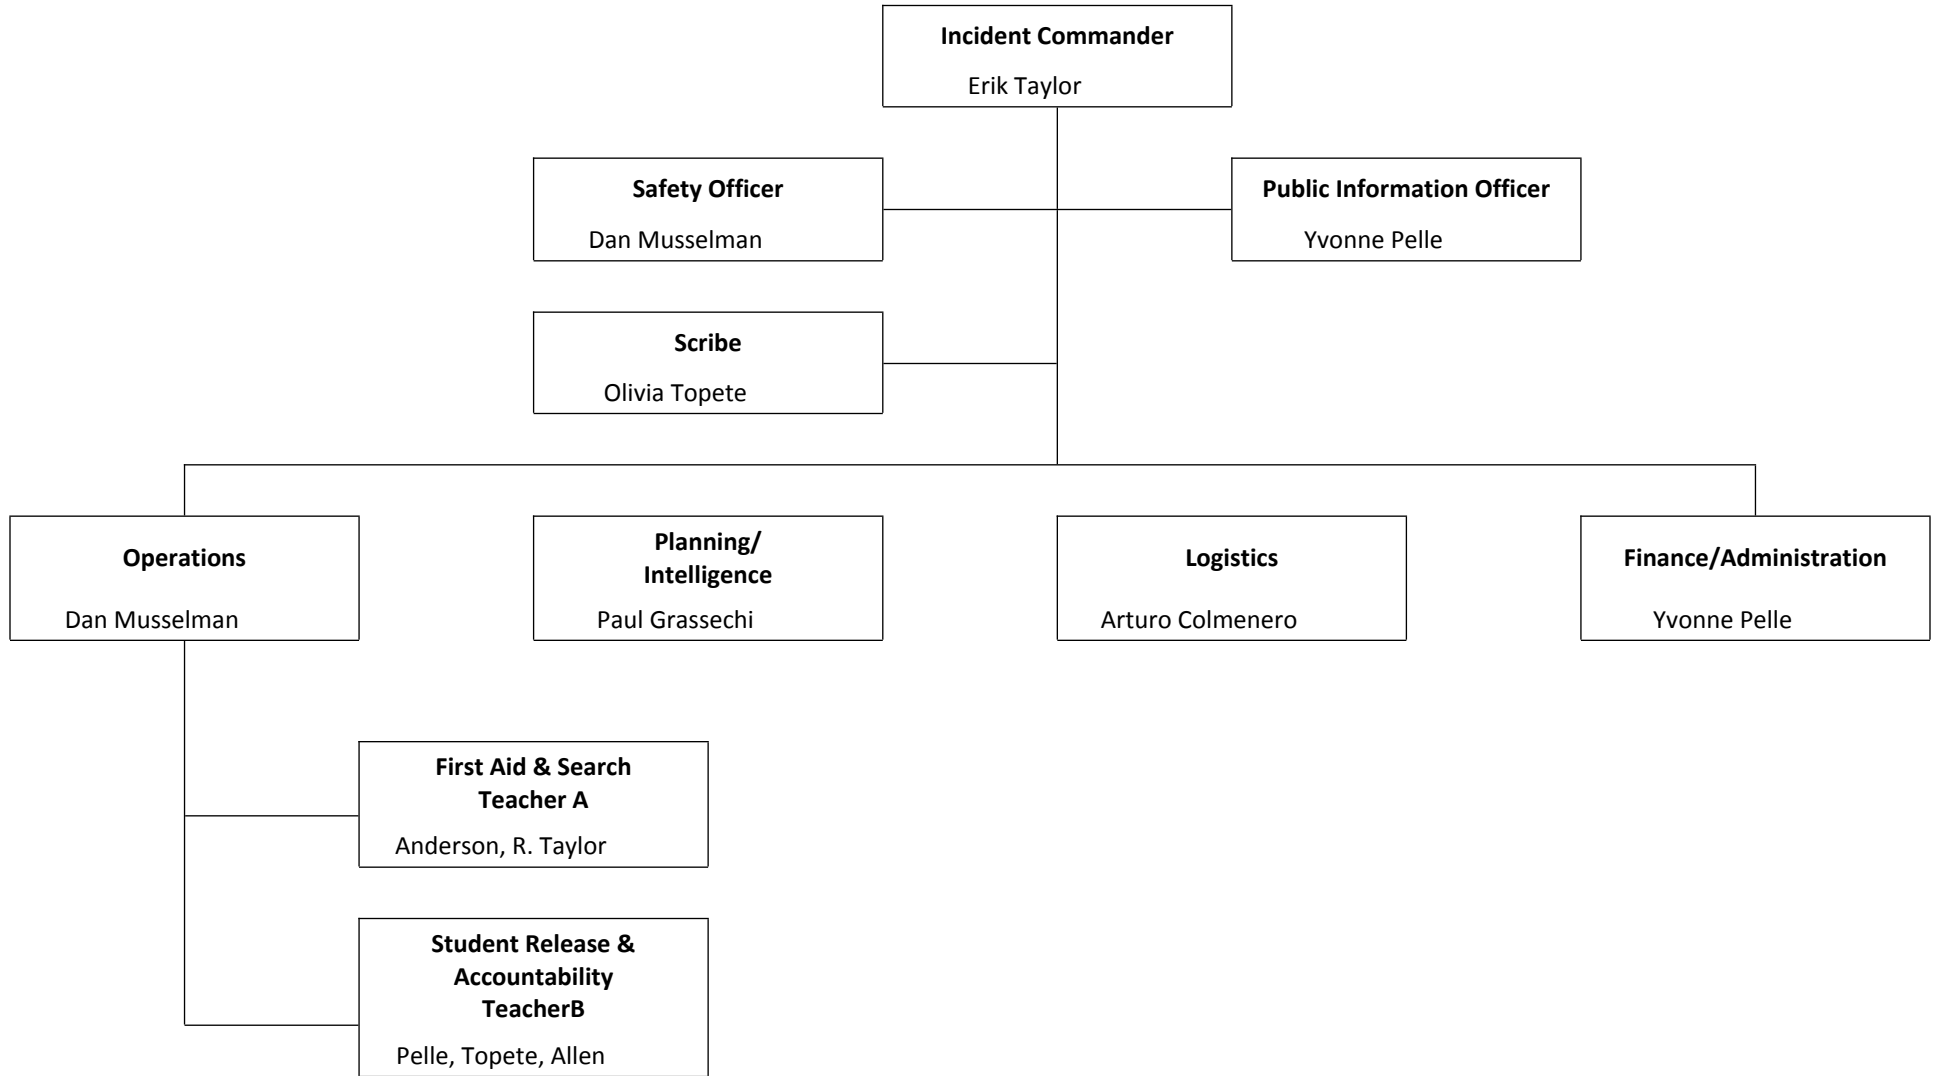 Incident Commander
Erik Taylor
Safety Officer
Dan Musselman
Public Information Officer
Yvonne Pelle
Scribe
Olivia Topete
Operations
Dan Musselman
Planning/
Intelligence
Paul Grassechi
Logistics
Arturo Colmenero
Finance/Administration
Yvonne Pelle
First Aid & Search
Teacher A
Anderson, R. Taylor
Student Release &
Accountability
TeacherB
Pelle, Topete, Allen